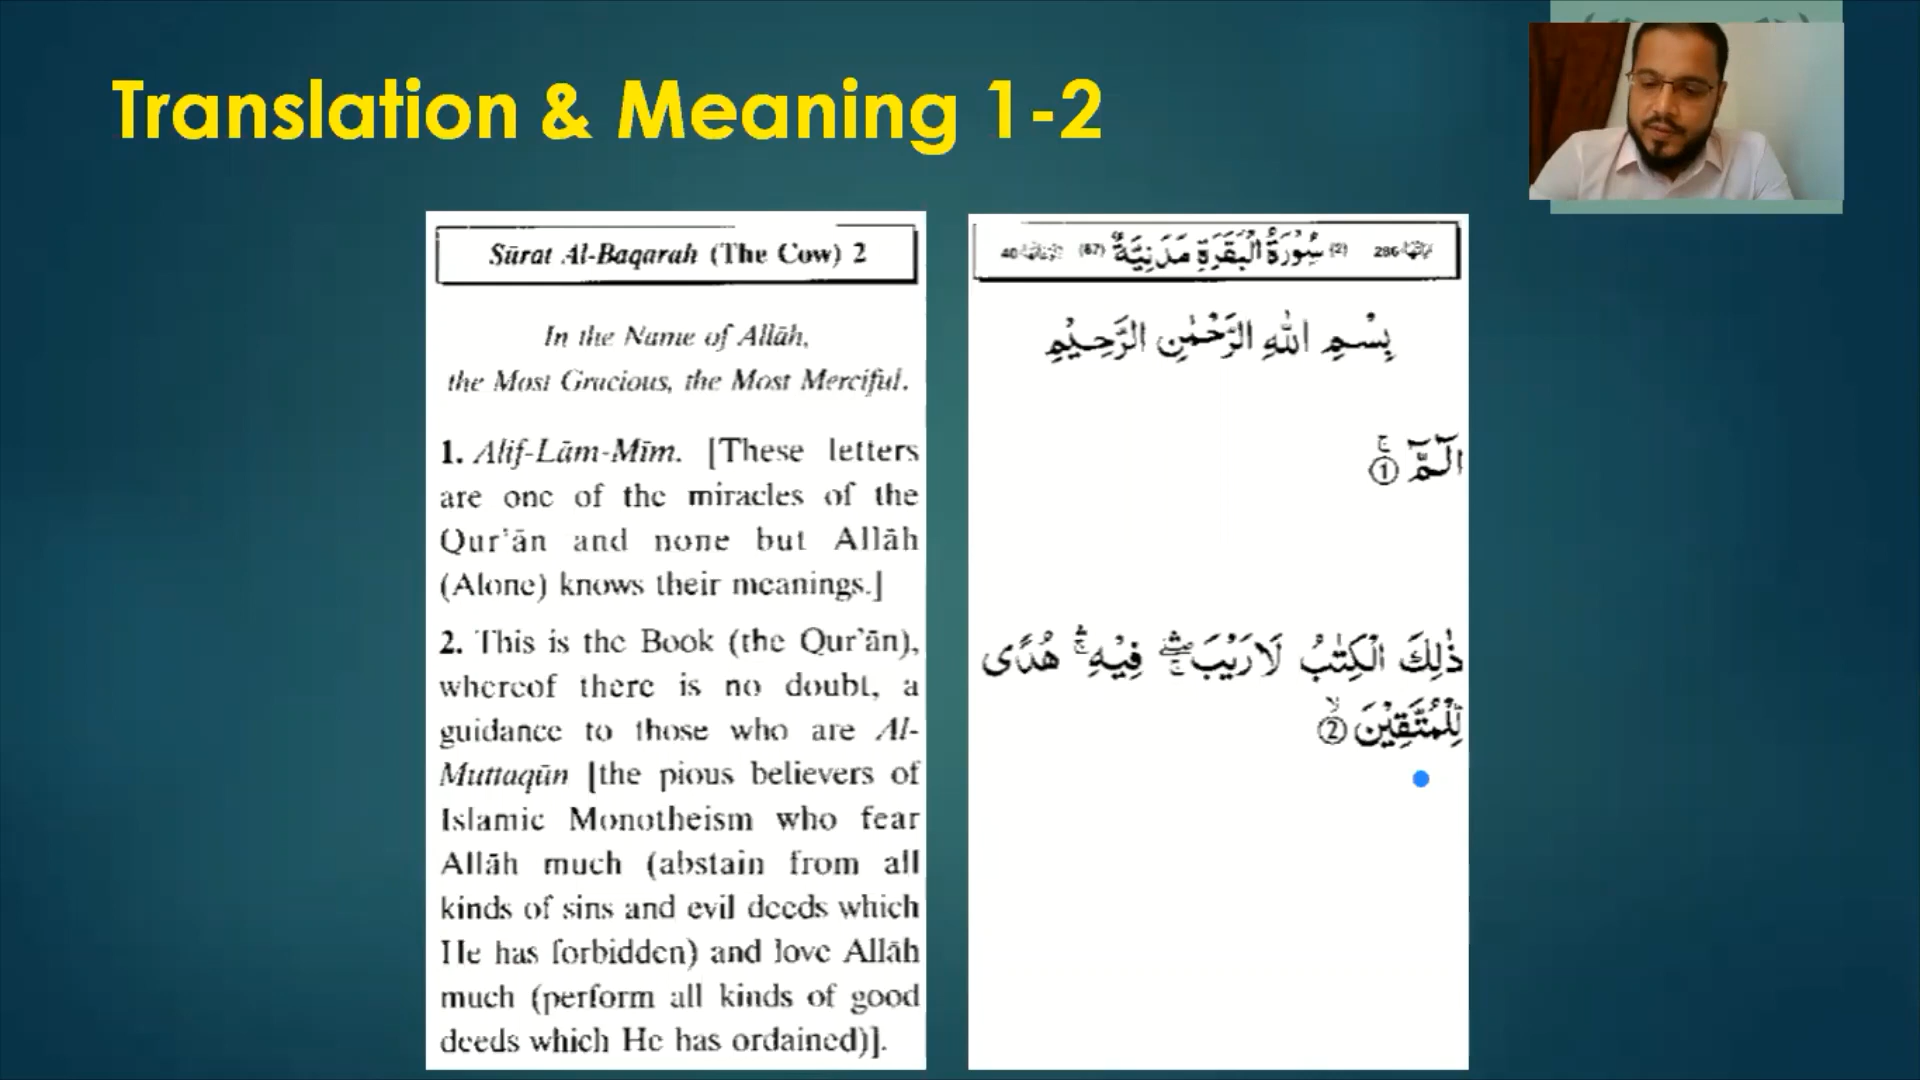 Translation & Meaning 1-2
Sūrat Al-Baqarah (The Cow) 2
In the Name of Allāh,
the Most Gracious, the Most Merciful.
1. Alif-Lām-Mīm. [These letters
are one of the miracles of the
Qur'ān and none but Allāh
(Alone) knows their meanings.]
2. This is the Book (the Qur'ān),
whereof there is no doubt, a
guidance to those who are Al-
Muttaqūn [the pious believers of
Islamic Monotheism who fear
Allāh much (abstain from all
kinds of sins and evil deeds which
He has forbidden) and love Allāh
much (perform all kinds of good
deeds which He has ordained)].
286 (2) سُوْرَةُ الْبَقَرَةِ مَدَنِيَّةٌ (87) 40
بِسْمِ اللّٰهِ الرَّحْمٰنِ الرَّحِيْمِ
الٓمّٓ ۚ ①
ذٰلِكَ الْكِتٰبُ لَا رَيْبَ ۛ فِيْهِ ۛ هُدًى
لِّلْمُتَّقِيْنَ ۙ ②